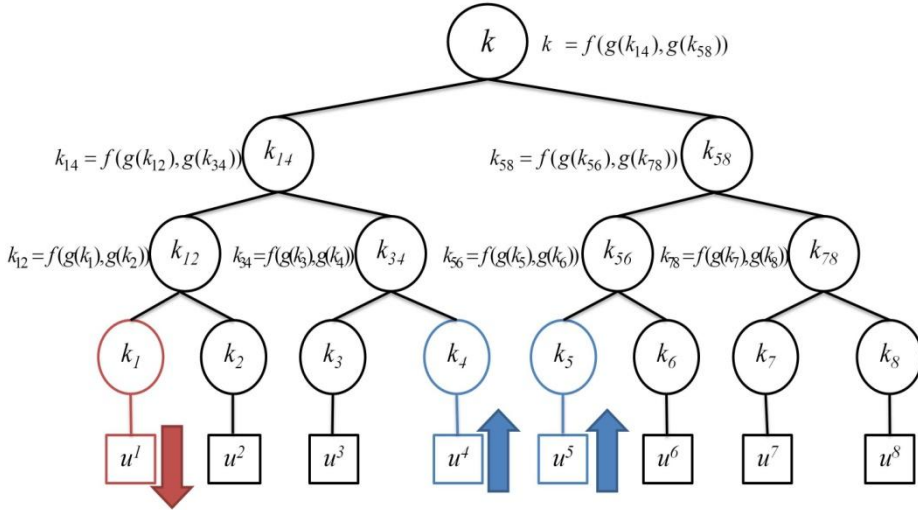 k k = f(g(k₁₄), g(k₅₈))
k₁₄ = f(g(k₁₂), g(k₃₄)) k₁₄ k₅₈ = f(g(k₅₆), g(k₇₈)) k₅₈
k₁₂ = f(g(k₁), g(k₂)) k₁₂ k₃₄ = f(g(k₃), g(k₄)) k₃₄ k₅₆ = f(g(k₅), g(k₆)) k₅₆ k₇₈ = f(g(k₇), g(k₈)) k₇₈
k₁ k₂ k₃ k₄ k₅ k₆ k₇ k₈
u¹ u² u³ u⁴ u⁵ u⁶ u⁷ u⁸